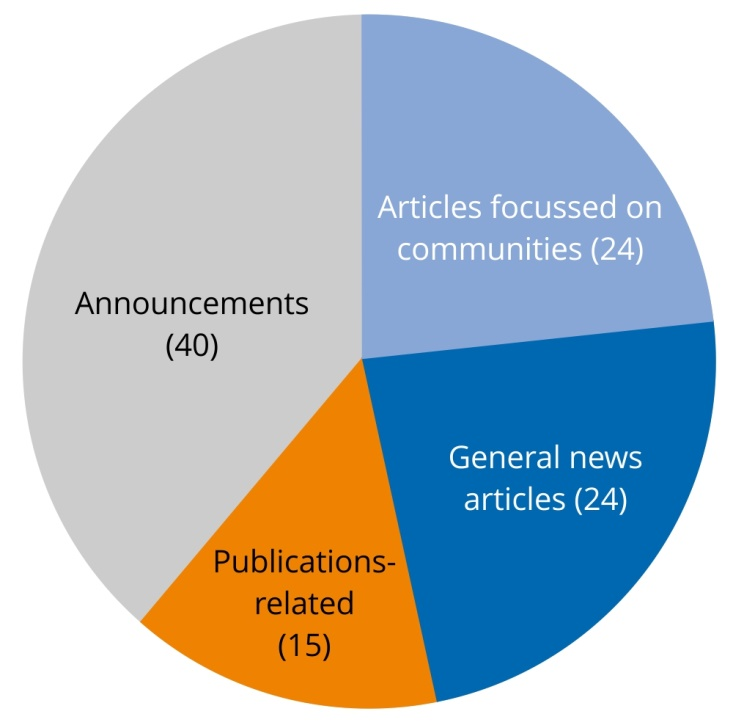 Articles focussed on
communities (24)
Announcements
(40)
General news
articles (24)
Publications-
related
(15)